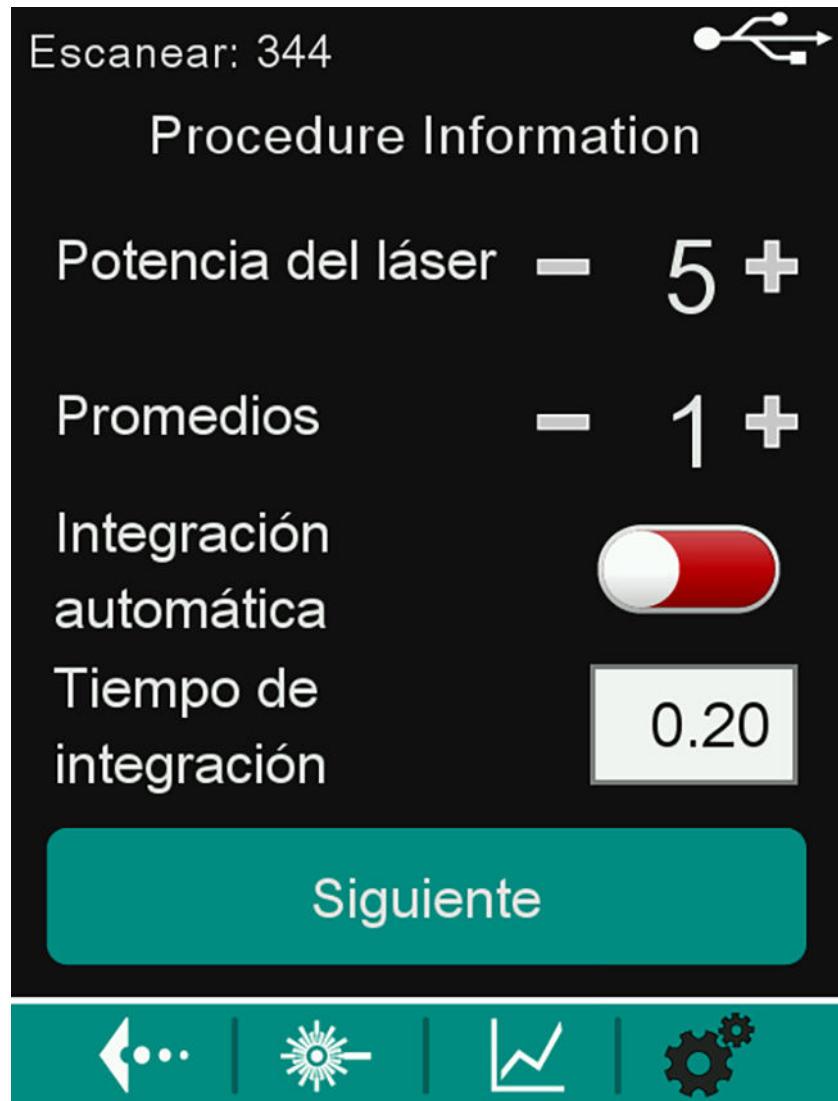 Escanear: 344
Procedure Information
Potencia del láser - 5 +
Promedios - 1 +
Integración
automática
Tiempo de
integración
0.20
Siguiente